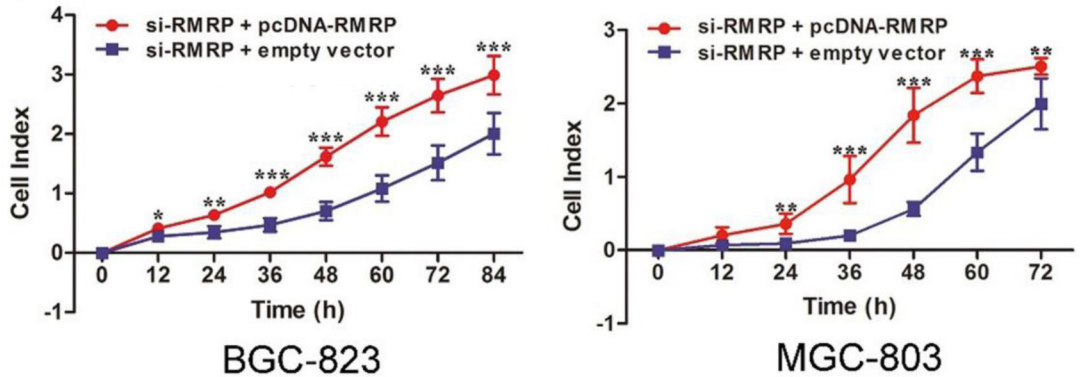 si-RMRP + pcDNA-RMRP
si-RMRP + empty vector
Cell Index
4
3
2
1
0
-1
* ** *** *** *** *** ***
0 12 24 36 48 60 72 84
Time (h)
BGC-823
si-RMRP + pcDNA-RMRP
si-RMRP + empty vector
Cell Index
3
2
1
0
-1
** *** *** *** **
0 12 24 36 48 60 72
Time (h)
MGC-803